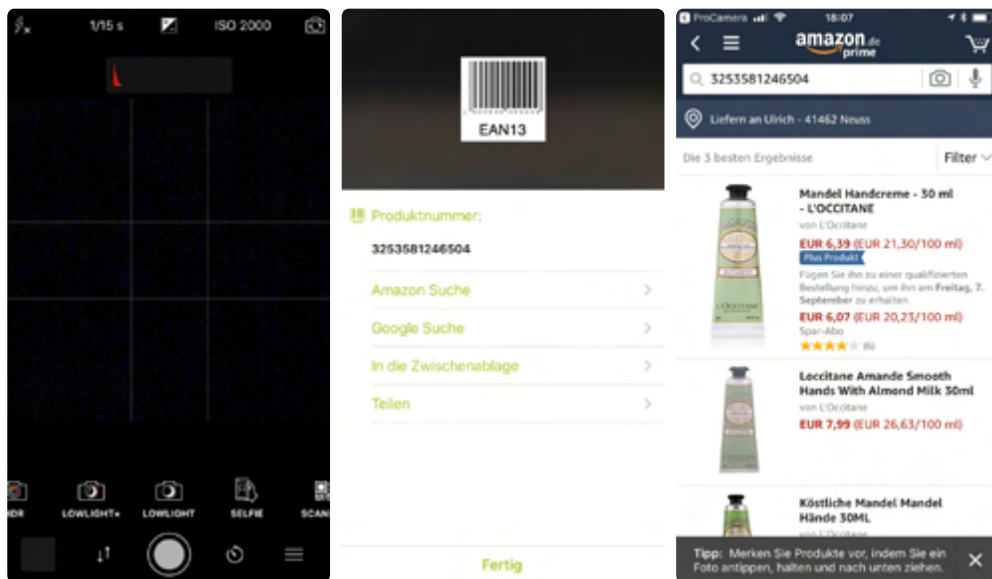 1/15 s
ISO 2000
HDR
LOWLIGHT+
LOWLIGHT
SELFIE
SCAN
EAN13
Produktnummer:
3253581246504
Amazon Suche
Google Suche
In die Zwischenablage
Teilen
Fertig
ProCamera
18:07
amazon.de
prime
3253581246504
Liefern an Ulrich - 41462 Neuss
Die 3 besten Ergebnisse
Filter
Mandel Handcreme - 30 ml
- L'OCCITANE
von L'Occitane
EUR 6,39 (EUR 21,30/100 ml)
Plus Produkt
Fügen Sie ihn zu einer qualifizierten
Bestellung hinzu, um ihn am Freitag, 7.
September zu erhalten
EUR 6,07 (EUR 20,23/100 ml)
Spar-Abo
Loccitane Amande Smooth
Hands With Almond Milk 30ml
von L'Occitane
EUR 7,99 (EUR 26,63/100 ml)
Köstliche Mandel Mandel
Hände 30ML
von L'Occitane
Tipp: Merken Sie Produkte vor, indem Sie ein
Foto antippen, halten und nach unten ziehen.